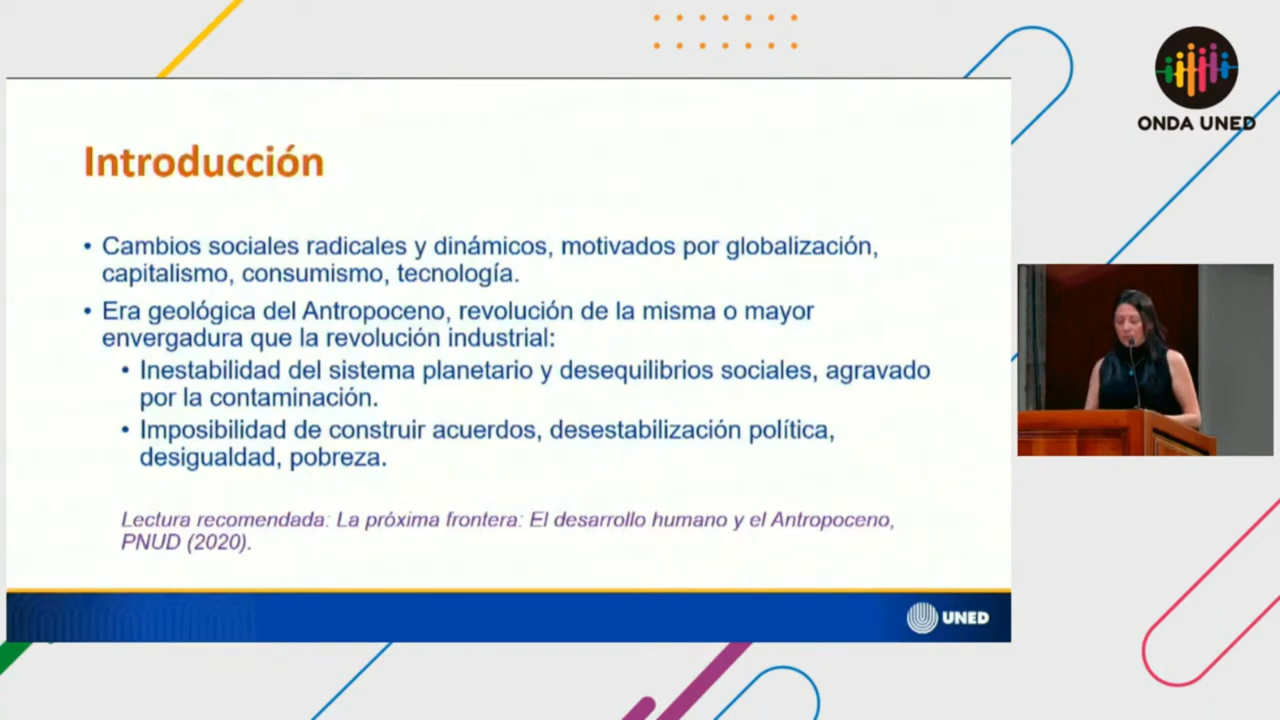 ONDA UNED
Introducción
• Cambios sociales radicales y dinámicos, motivados por globalización,
capitalismo, consumismo, tecnología.
• Era geológica del Antropoceno, revolución de la misma o mayor
envergadura que la revolución industrial:
• Inestabilidad del sistema planetario y desequilibrios sociales, agravado
por la contaminación.
• Imposibilidad de construir acuerdos, desestabilización política,
desigualdad, pobreza.
Lectura recomendada: La próxima frontera: El desarrollo humano y el Antropoceno,
PNUD (2020).
UNED